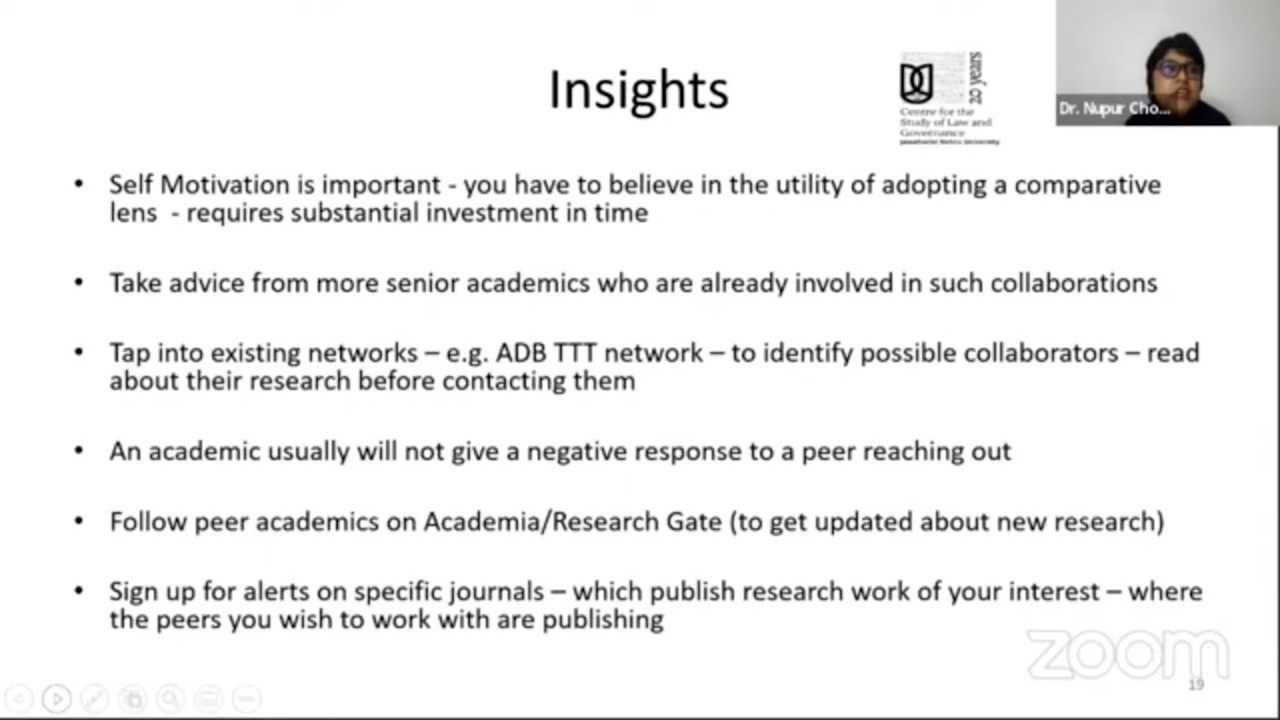 Insights
20 years
Centre for the
Study of Law and
Governance
Jawaharlal Nehru University
Dr. Nupur Cho...
• Self Motivation is important - you have to believe in the utility of adopting a comparative
lens - requires substantial investment in time
• Take advice from more senior academics who are already involved in such collaborations
• Tap into existing networks – e.g. ADB TTT network – to identify possible collaborators – read
about their research before contacting them
• An academic usually will not give a negative response to a peer reaching out
• Follow peer academics on Academia/Research Gate (to get updated about new research)
• Sign up for alerts on specific journals – which publish research work of your interest – where
the peers you wish to work with are publishing
zoom
19